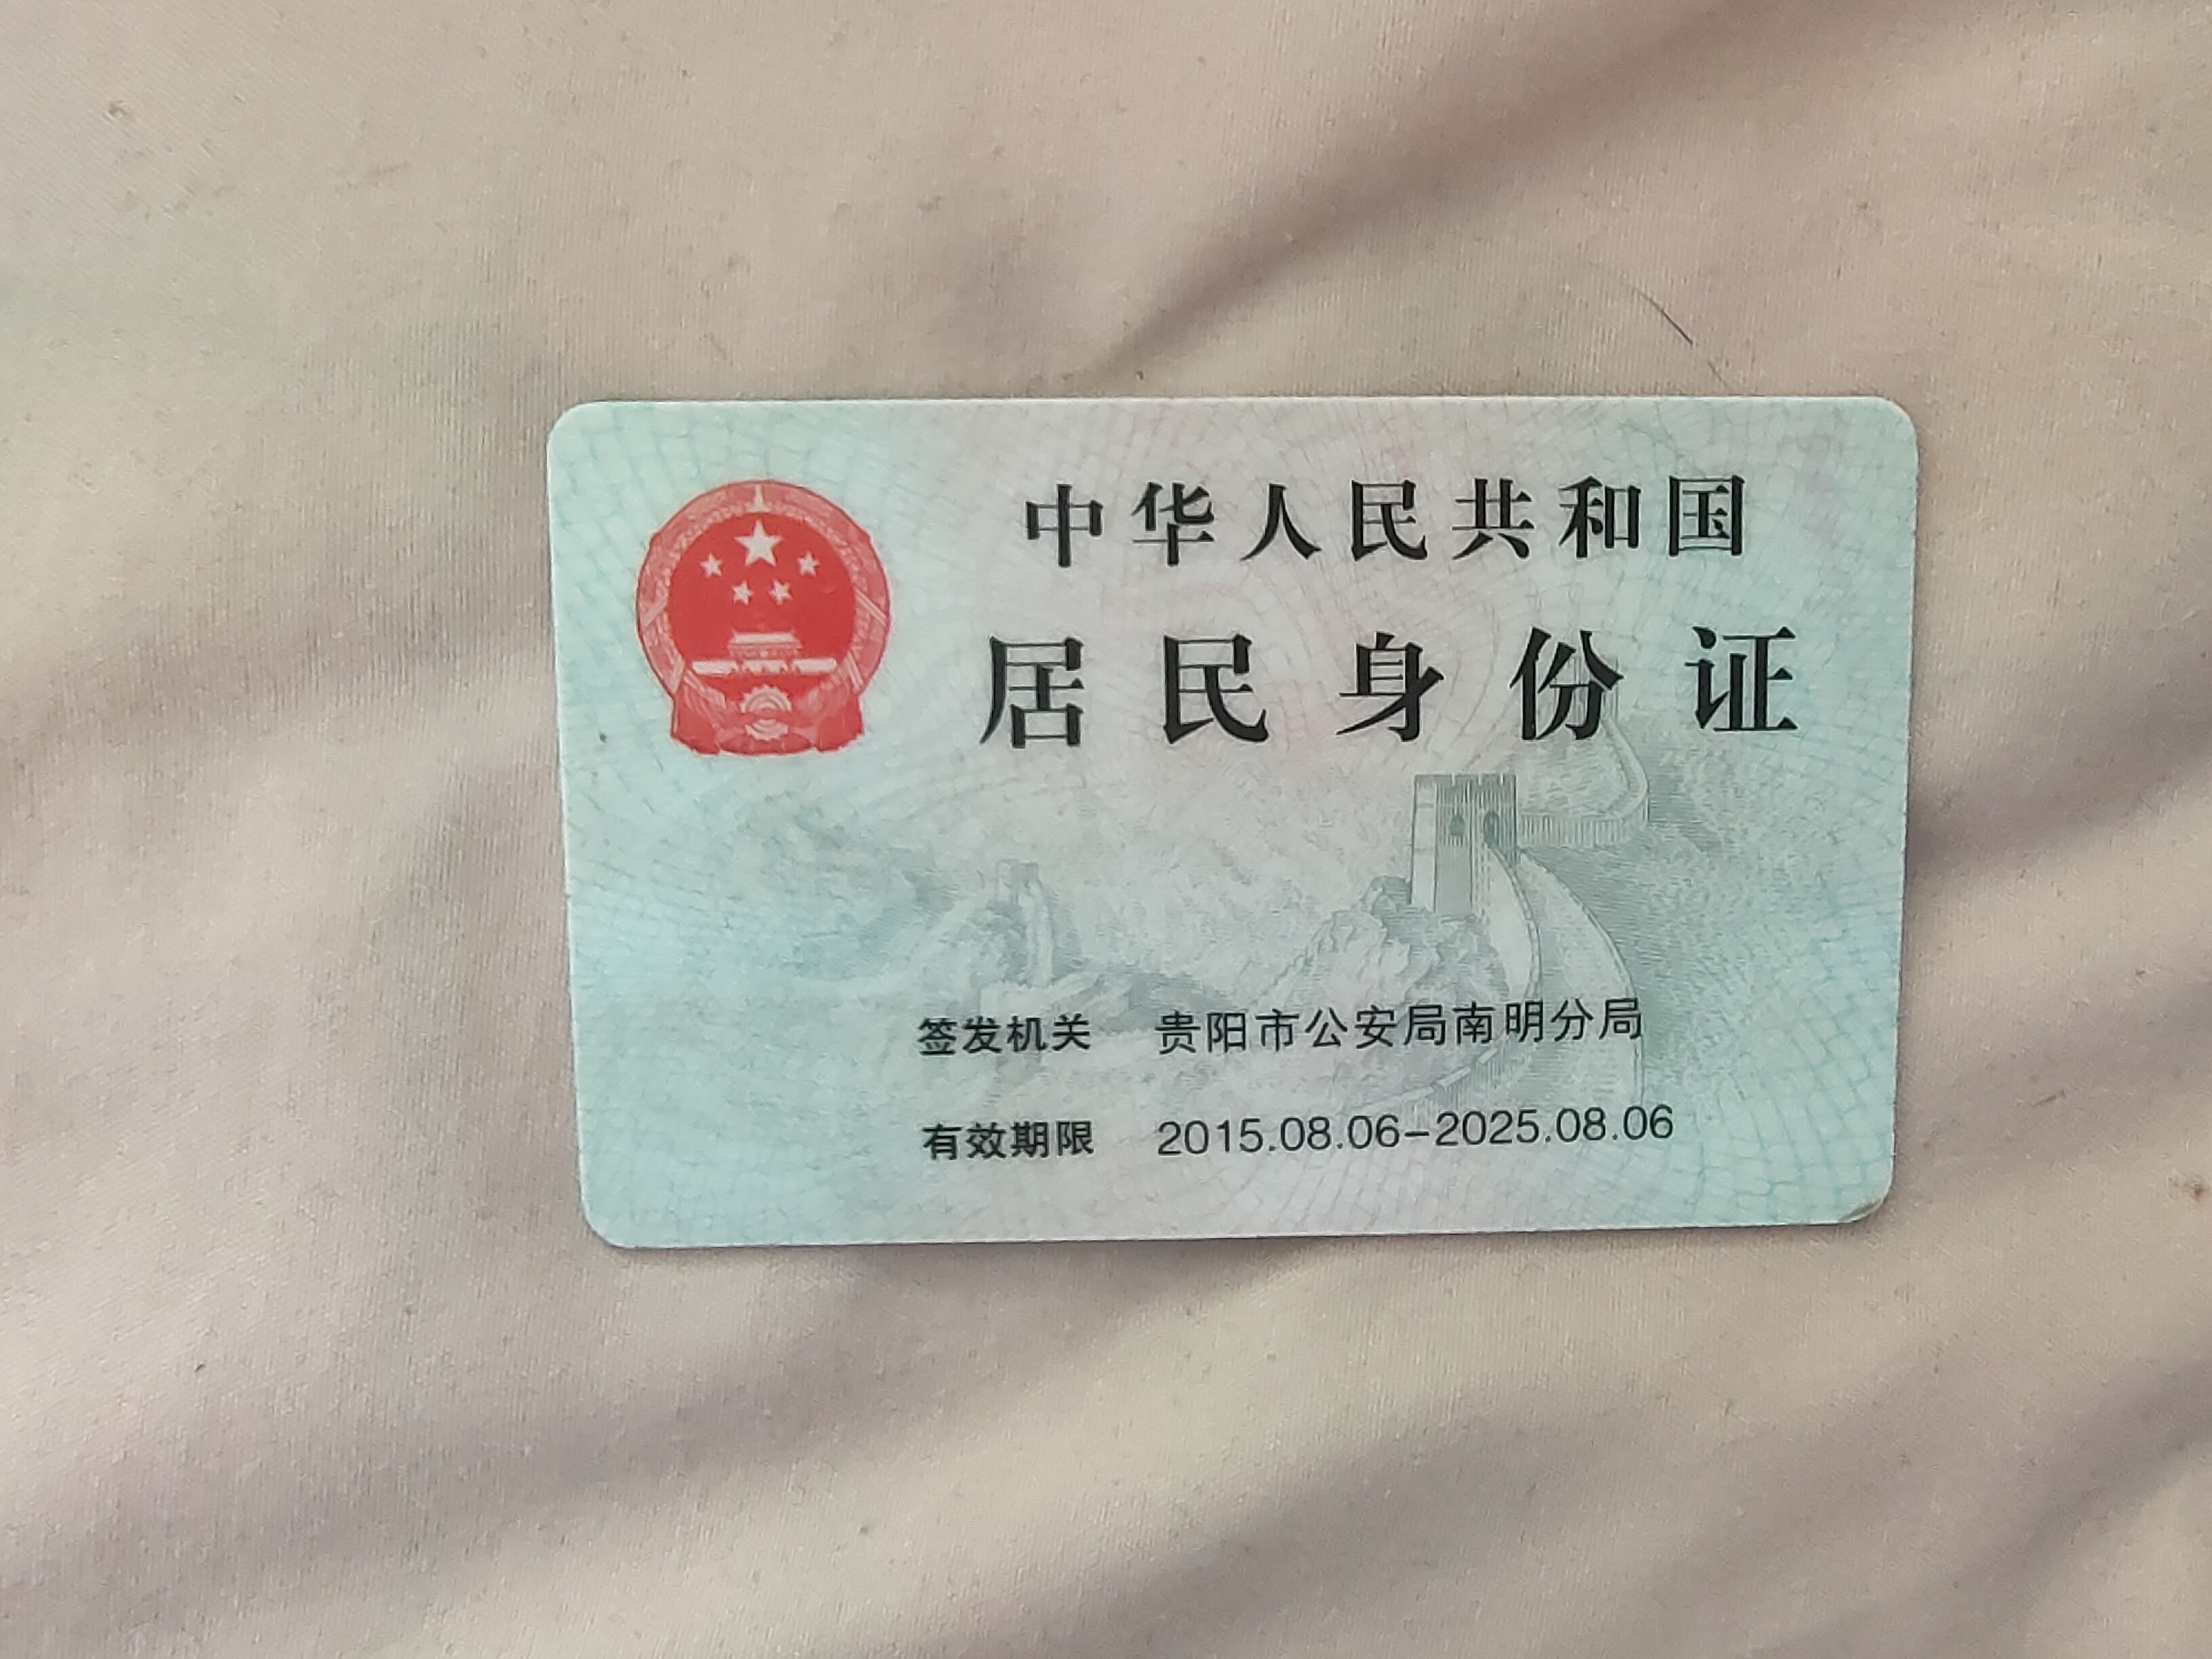 中华人民共和国
居民身份证
签发机关 贵阳市公安局南明分局
有效期限 2015.08.06-2025.08.06